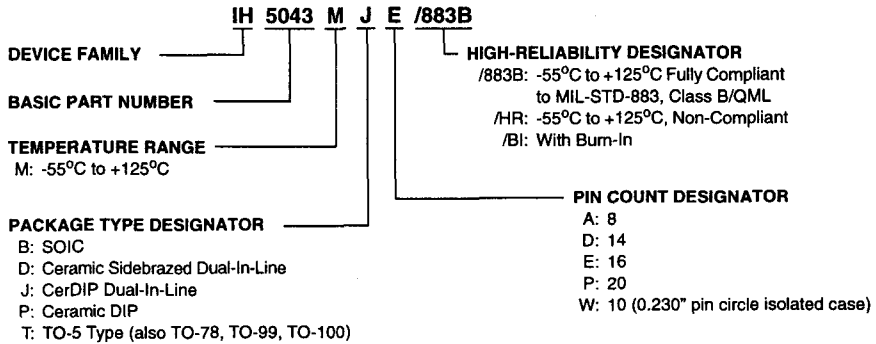 IH 5043 M J E /883B
DEVICE FAMILY
BASIC PART NUMBER
TEMPERATURE RANGE
M: -55°C to +125°C
PACKAGE TYPE DESIGNATOR
B: SOIC
D: Ceramic Sidebrazed Dual-In-Line
J: CerDIP Dual-In-Line
P: Ceramic DIP
T: TO-5 Type (also TO-78, TO-99, TO-100)
HIGH-RELIABILITY DESIGNATOR
/883B: -55°C to +125°C Fully Compliant
to MIL-STD-883, Class B/QML
/HR: -55°C to +125°C, Non-Compliant
/BI: With Burn-In
PIN COUNT DESIGNATOR
A: 8
D: 14
E: 16
P: 20
W: 10 (0.230" pin circle isolated case)